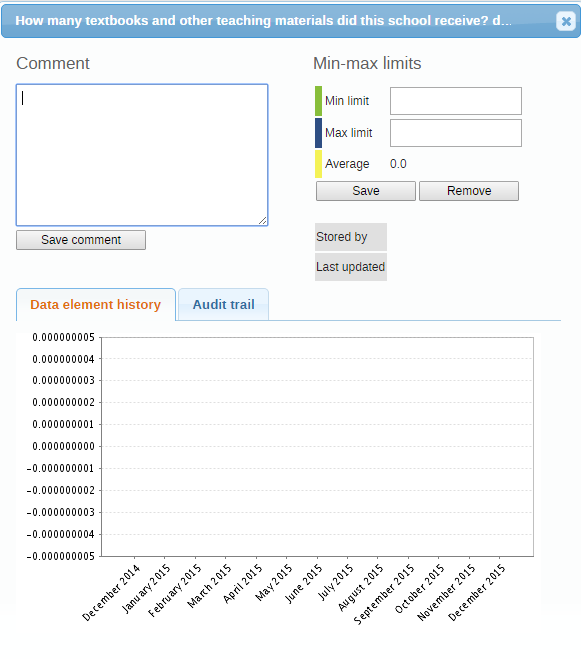 How many textbooks and other teaching materials did this school receive? d...
Comment
Min-max limits
Min limit
Max limit
Average 0.0
Save Remove
Save comment
Stored by
Last updated
Data element history Audit trail
0.000000005
0.000000004
0.000000003
0.000000002
0.000000001
0.000000000
-0.000000001
-0.000000002
-0.000000003
-0.000000004
-0.000000005
December 2014
January 2015
February 2015
March 2015
April 2015
May 2015
June 2015
July 2015
August 2015
September 2015
October 2015
November 2015
December 2015